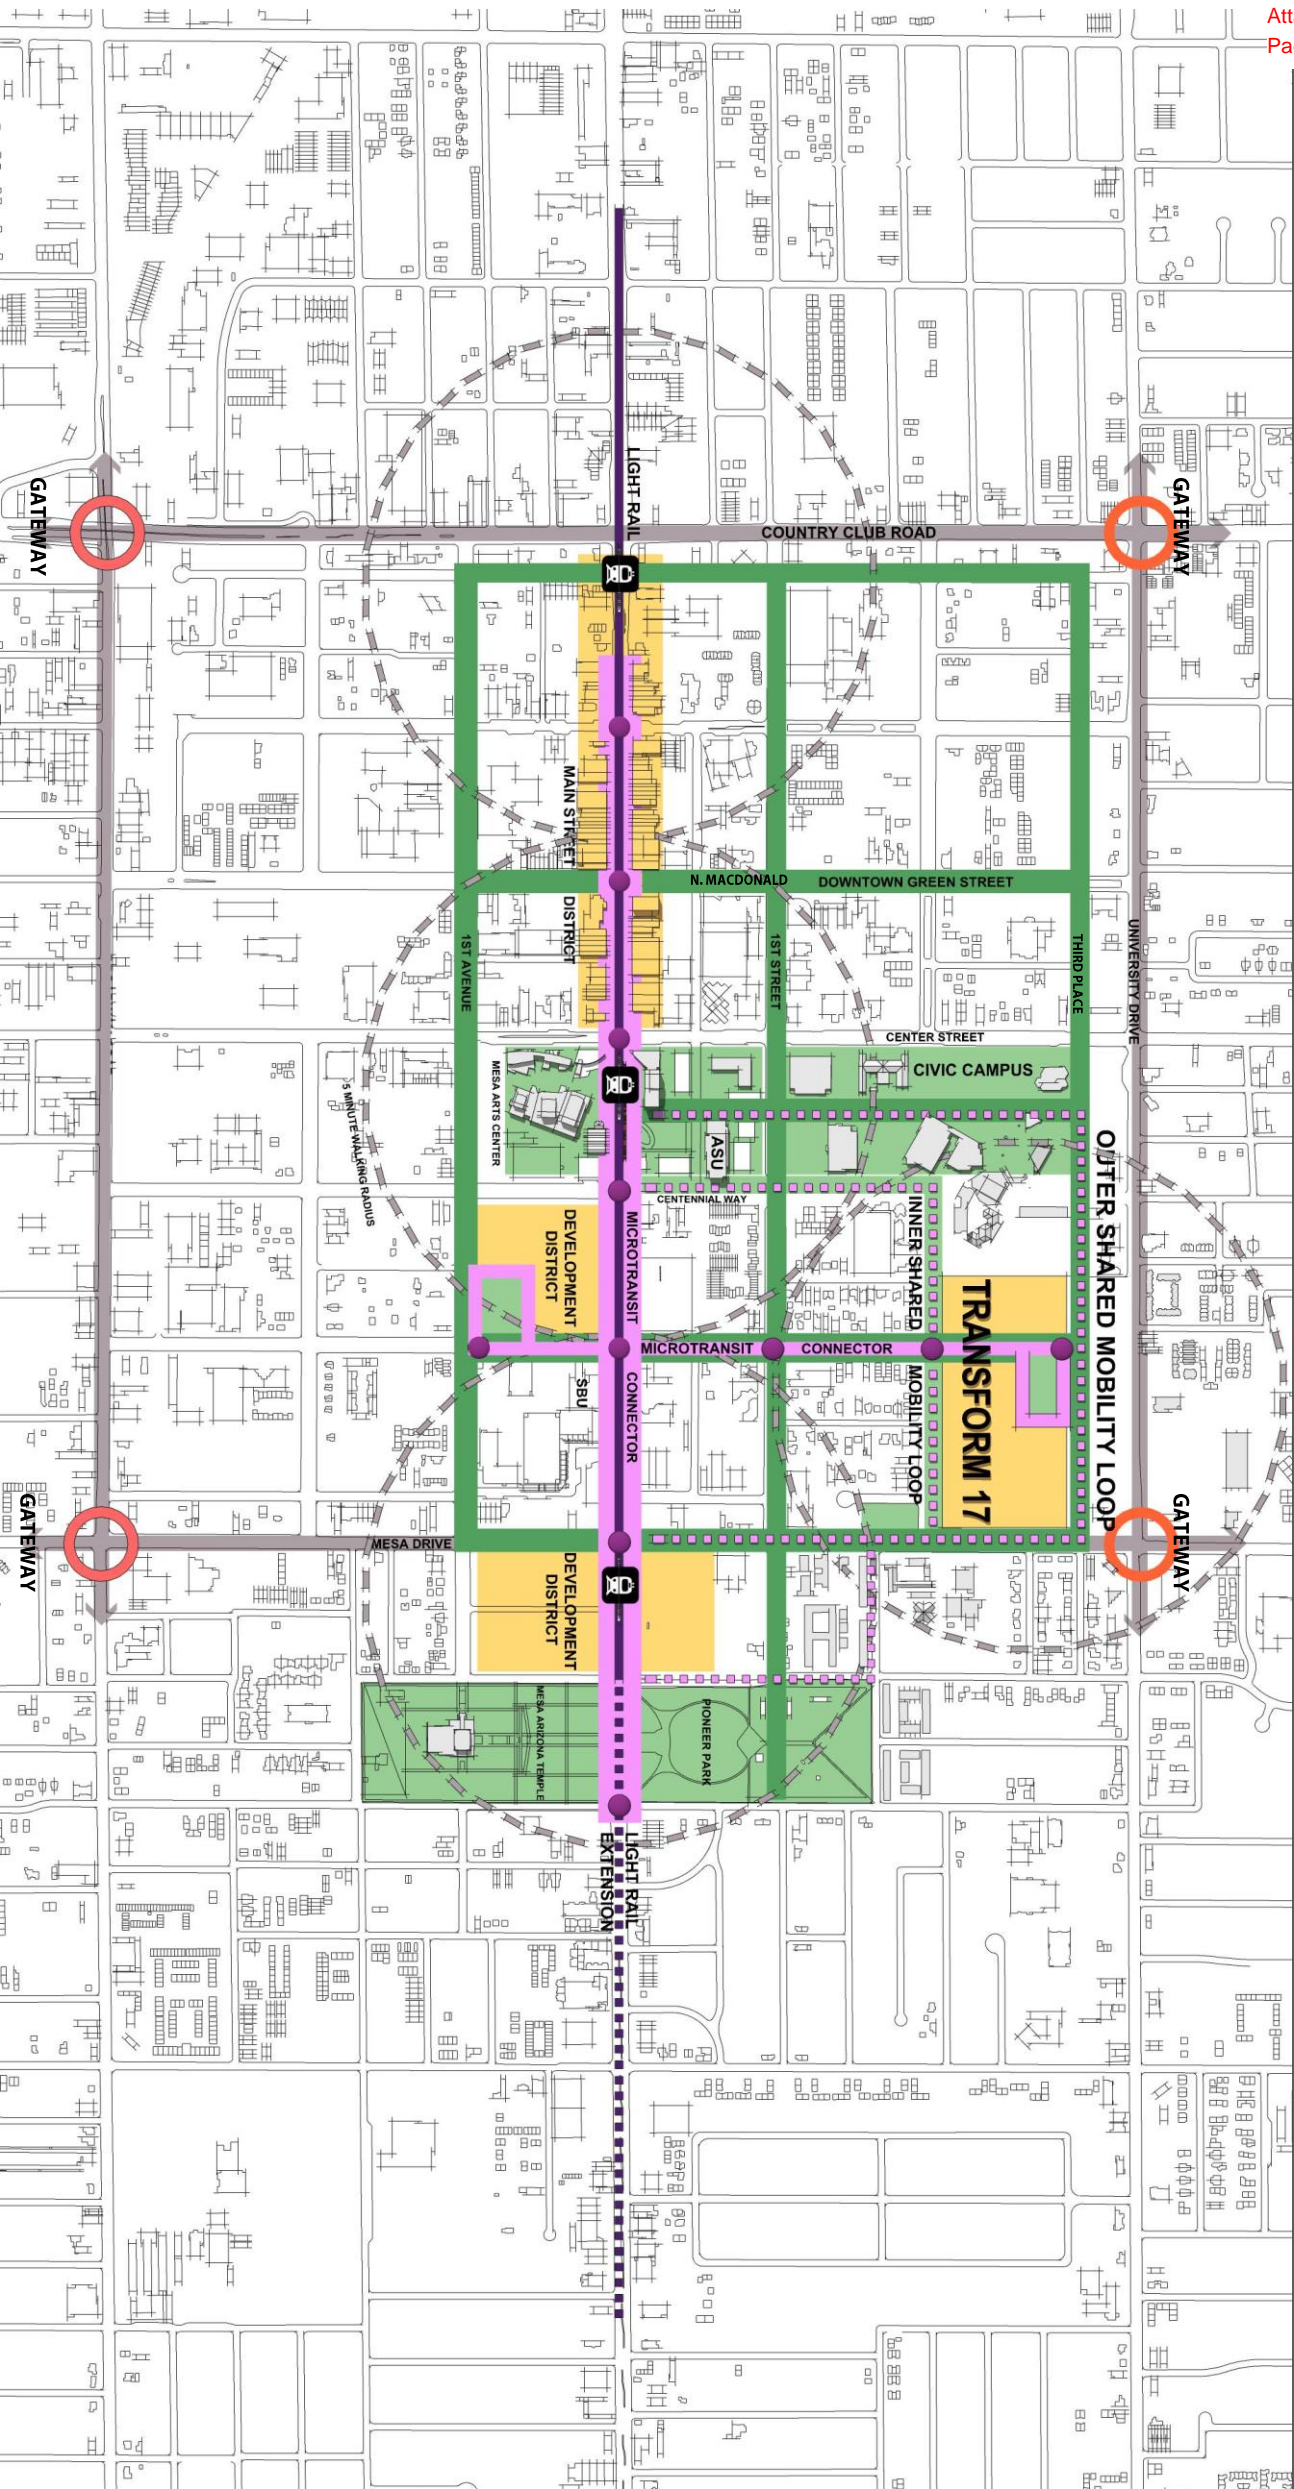 Att
Pa
LIGHT RAIL
GATEWAY
GATEWAY
COUNTRY CLUB ROAD
MAIN STREET
DISTRICT
N. MACDONALD
DOWNTOWN GREEN STREET
1ST AVENUE
1ST STREET
THIRD PLACE
UNIVERSITY DRIVE
CENTER STREET
CIVIC CAMPUS
MESA ARTS CENTER
5 MINUTE WALKING RADIUS
ASU
CENTENNIAL WAY
OUTER SHARED MOBILITY LOOP
INNER SHARED
MOBILITY LOOP
DEVELOPMENT
DISTRICT
MICROTRANSIT
CONNECTOR
MICROTRANSIT
CONNECTOR
TRANSFORM 17
SBU
GATEWAY
GATEWAY
MESA DRIVE
DEVELOPMENT
DISTRICT
MESA ARIZONA TEMPLE
PIONEER PARK
LIGHT RAIL
EXTENSION